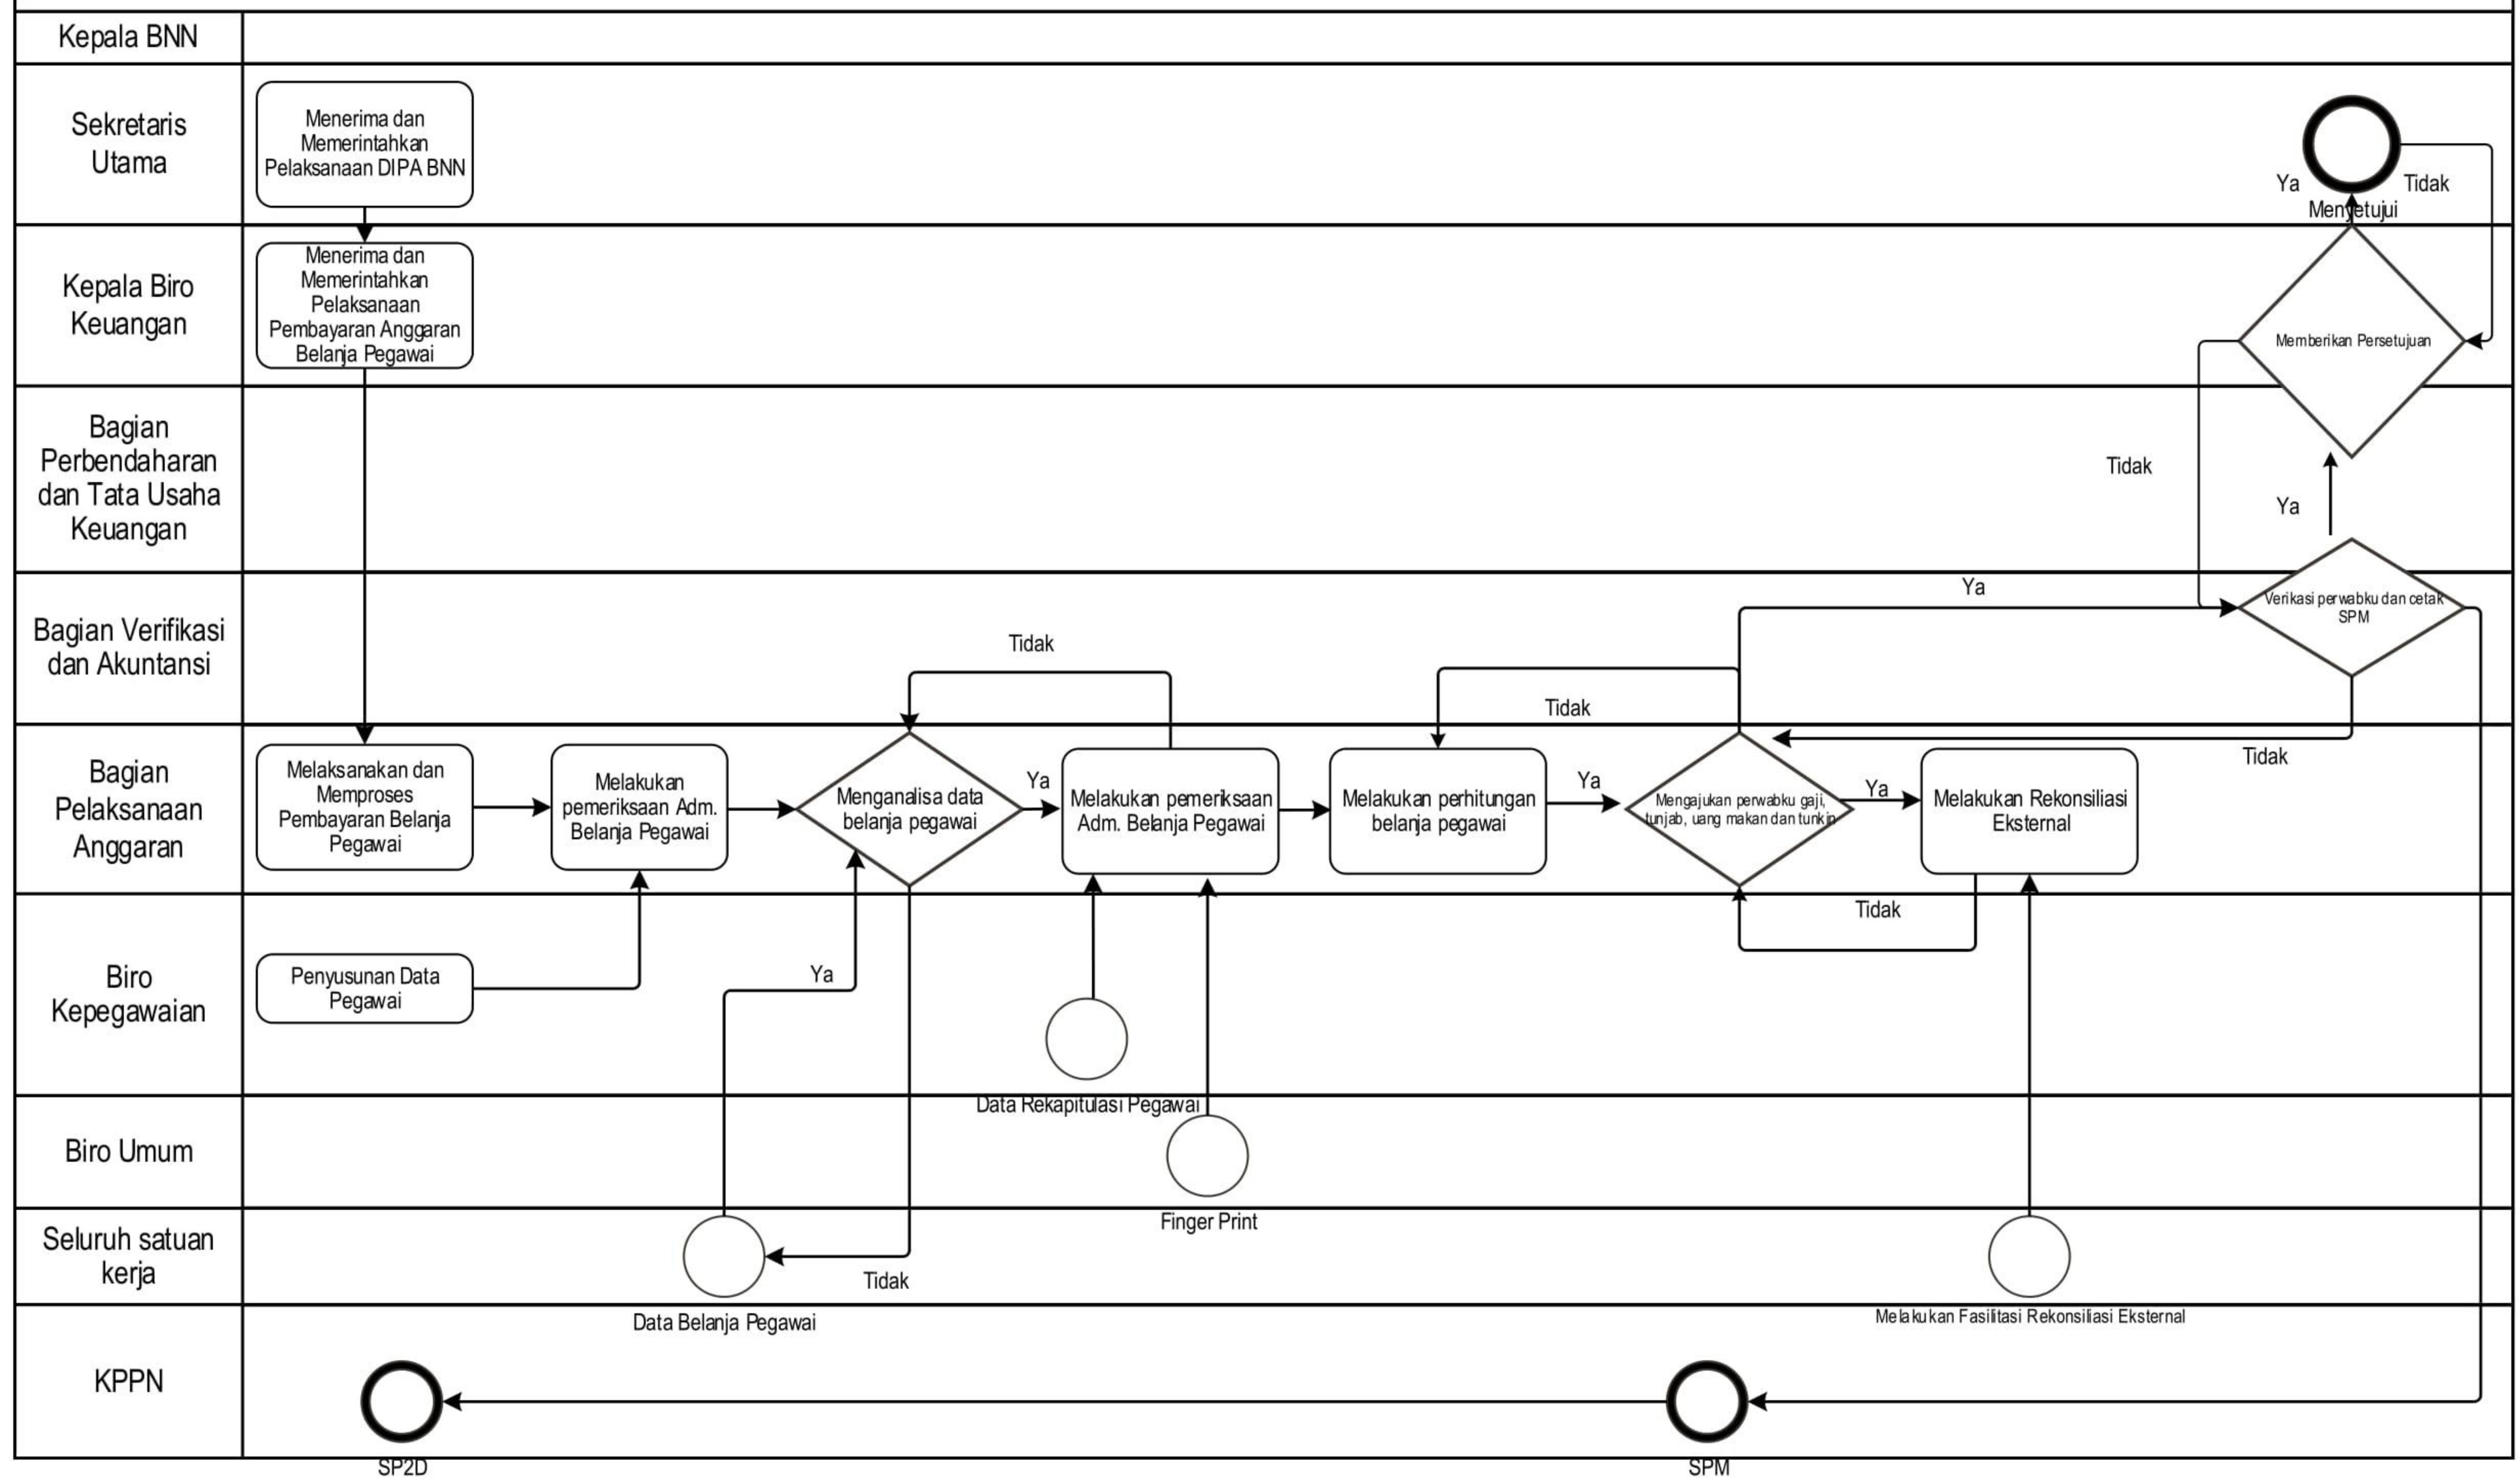 Kepala BNN
Sekretaris
Utama
Menerima dan
Memerintahkan
Pelaksanaan DIPA BNN
Ya
Tidak
Menyetujui
Kepala Biro
Keuangan
Menerima dan
Memerintahkan
Pelaksanaan
Pembayaran Anggaran
Belanja Pegawai
Memberikan Persetujuan
Bagian
Perbendaharan
dan Tata Usaha
Keuangan
Tidak
Ya
Bagian Verifikasi
dan Akuntansi
Tidak
Tidak
Ya
Verikasi perwabku dan cetak
SPM
Tidak
Bagian
Pelaksanaan
Anggaran
Melaksanakan dan
Memproses
Pembayaran Belanja
Pegawai
Melakukan
pemeriksaan Adm.
Belanja Pegawai
Menganalisa data
belanja pegawai
Ya
Melakukan pemeriksaan
Adm. Belanja Pegawai
Melakukan perhitungan
belanja pegawai
Ya
Mengajukan perwabku gaji,
tunjab, uang makan dan tunkin
Ya
Melakukan Rekonsiliasi
Eksternal
Biro
Kepegawaian
Penyusunan Data
Pegawai
Ya
Tidak
Data Rekapitulasi Pegawai
Biro Umum
Finger Print
Seluruh satuan
kerja
Tidak
Data Belanja Pegawai
Melakukan Fasilitasi Rekonsiliasi Eksternal
KPPN
SP2D
SPM